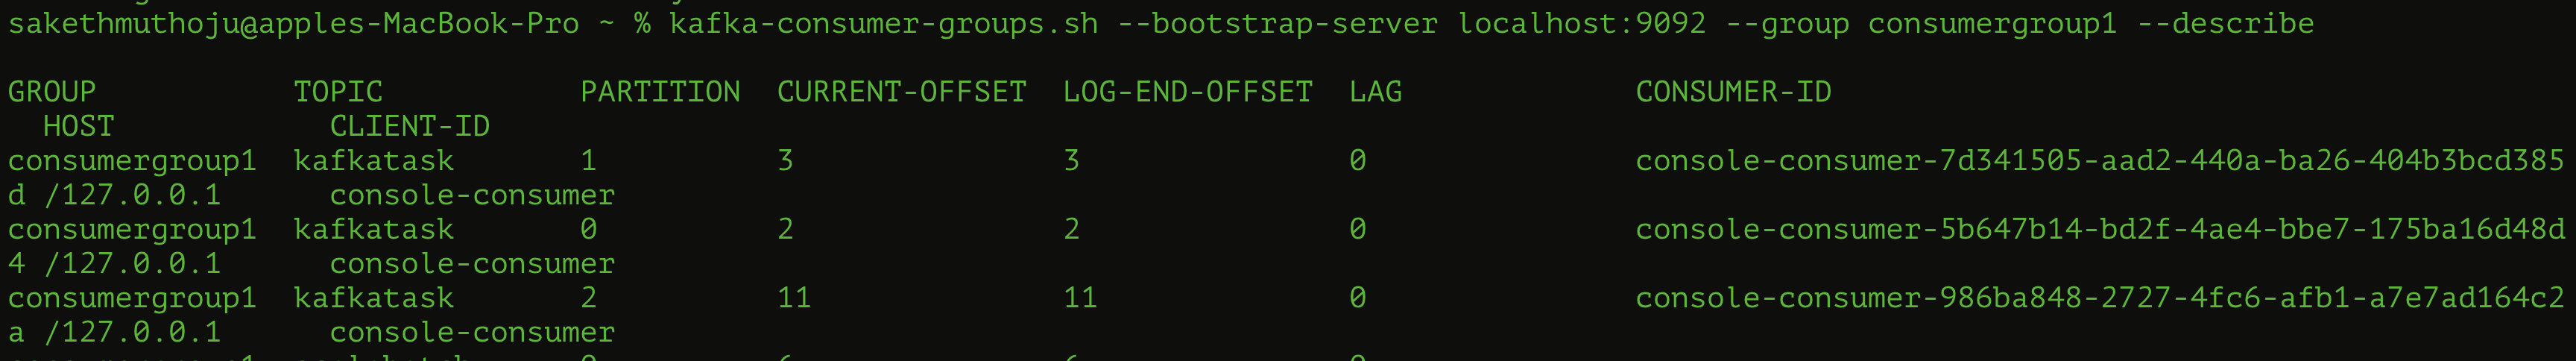 sakethmuthoju@apples-MacBook-Pro ~ % kafka-consumer-groups.sh --bootstrap-server localhost:9092 --group consumergroup1 --describe
GROUP TOPIC PARTITION CURRENT-OFFSET LOG-END-OFFSET LAG CONSUMER-ID
HOST CLIENT-ID
consumergroup1 kafkatask 1 3 3 0 console-consumer-7d341505-aad2-440a-ba26-404b3bcd385
d /127.0.0.1 console-consumer
consumergroup1 kafkatask 0 2 2 0 console-consumer-5b647b14-bd2f-4ae4-bbe7-175ba16d48d
4 /127.0.0.1 console-consumer
consumergroup1 kafkatask 2 11 11 0 console-consumer-986ba848-2727-4fc6-afb1-a7e7ad164c2
a /127.0.0.1 console-consumer